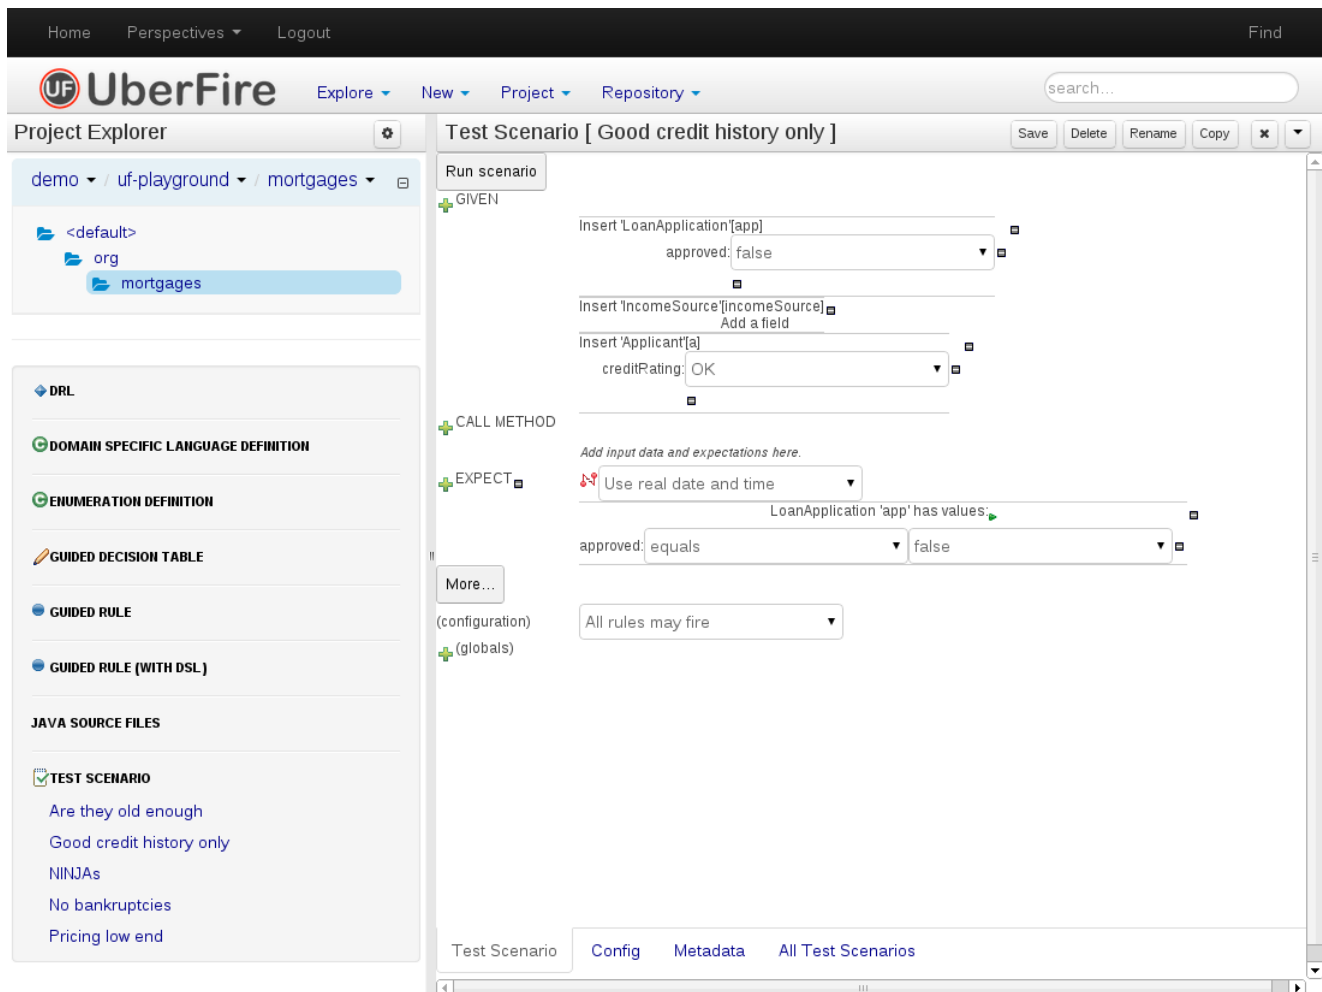 Home Perspectives Logout Find
UF UberFire Explore New Project Repository search...
Project Explorer
demo / uf-playground / mortgages
<default>
org
mortgages
DRL
DOMAIN SPECIFIC LANGUAGE DEFINITION
ENUMERATION DEFINITION
GUIDED DECISION TABLE
GUIDED RULE
GUIDED RULE (WITH DSL)
JAVA SOURCE FILES
TEST SCENARIO
Are they old enough
Good credit history only
NINJAs
No bankruptcies
Pricing low end
Test Scenario [ Good credit history only ] Save Delete Rename Copy
Run scenario
GIVEN
Insert 'LoanApplication'[app]
approved: false
Insert 'IncomeSource'[incomeSource]
Add a field
Insert 'Applicant'[a]
creditRating: OK
CALL METHOD
Add input data and expectations here.
EXPECT Use real date and time
LoanApplication 'app' has values:
approved: equals false
More...
(configuration) All rules may fire
(globals)
Test Scenario Config Metadata All Test Scenarios